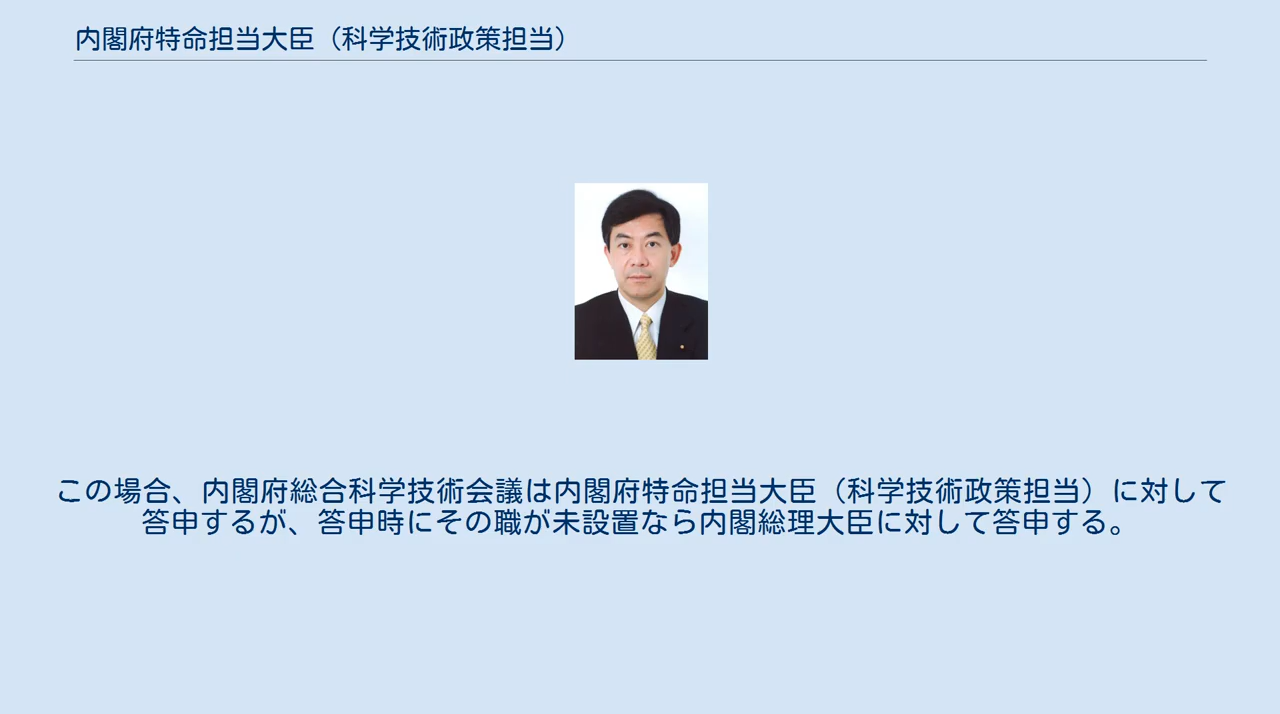 内閣府特命担当大臣（科学技術政策担当）
この場合、内閣府総合科学技術会議は内閣府特命担当大臣（科学技術政策担当）に対して
答申するが、答申時にその職が未設置なら内閣総理大臣に対して答申する。